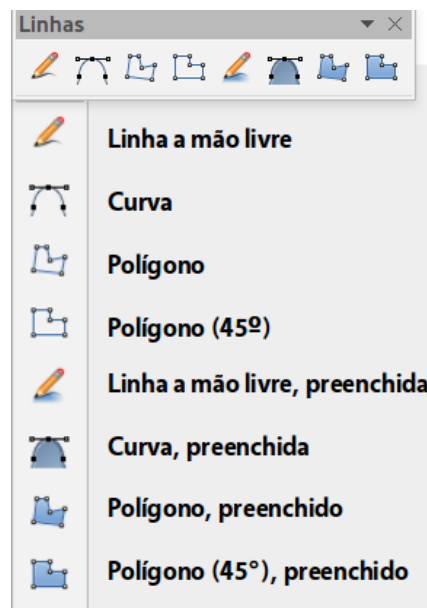 Linhas
Linha a mão livre
Curva
Polígono
Polígono (45º)
Linha a mão livre, preenchida
Curva, preenchida
Polígono, preenchido
Polígono (45°), preenchido